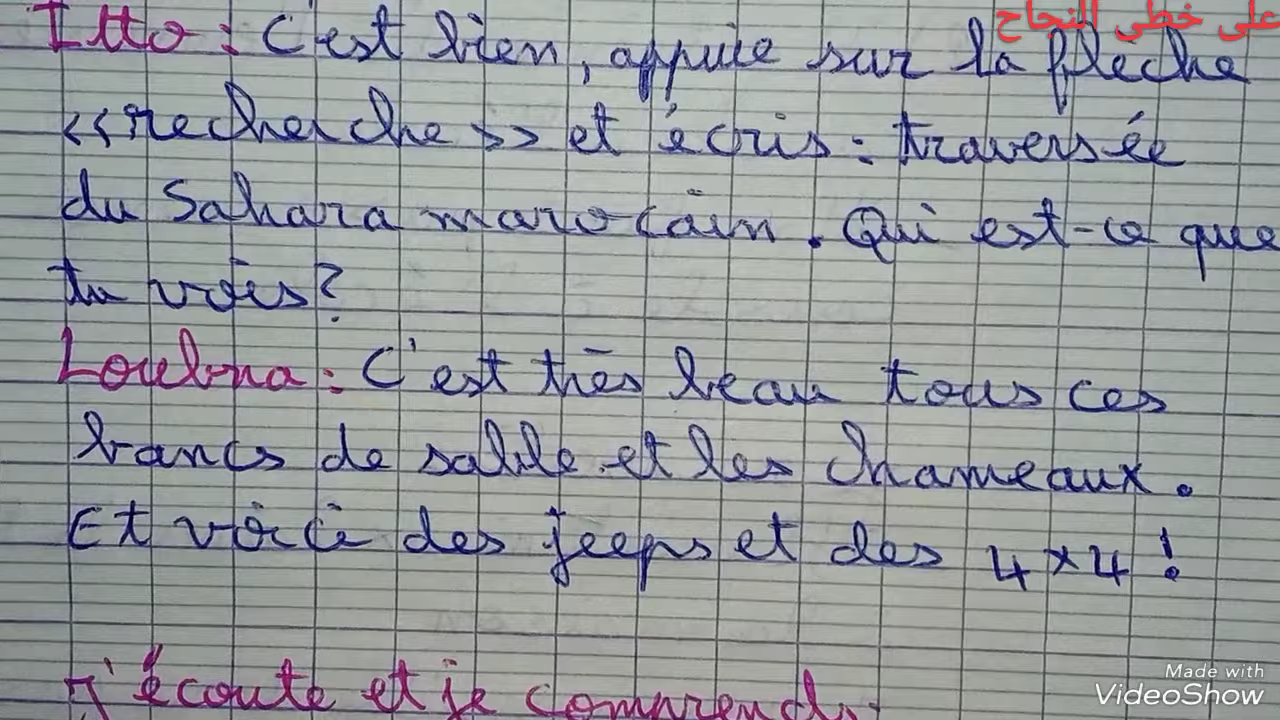 على خطى النجاح
Itto : C'est bien, appuie sur la flèche
<<recherche>> et écris : traversée
du Sahara marocain. Qui est-ce que
tu vois?
Loubna : C'est très beau tous ces
bancs de sable et les chameaux.
Et voici des jeeps et des 4x4 !
J'écoute et je comprends.
Made with
VideoShow